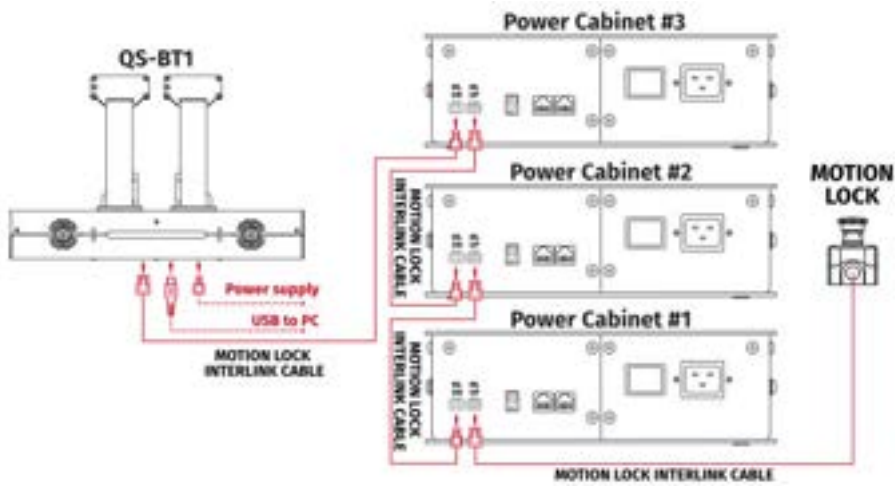 Power Cabinet #3
QS-BT1
Power Cabinet #2
MOTION LOCK
INTERLINK CABLE
MOTION
LOCK
Power supply
USB to PC
MOTION LOCK
INTERLINK CABLE
Power Cabinet #1
MOTION LOCK
INTERLINK CABLE
MOTION LOCK INTERLINK CABLE